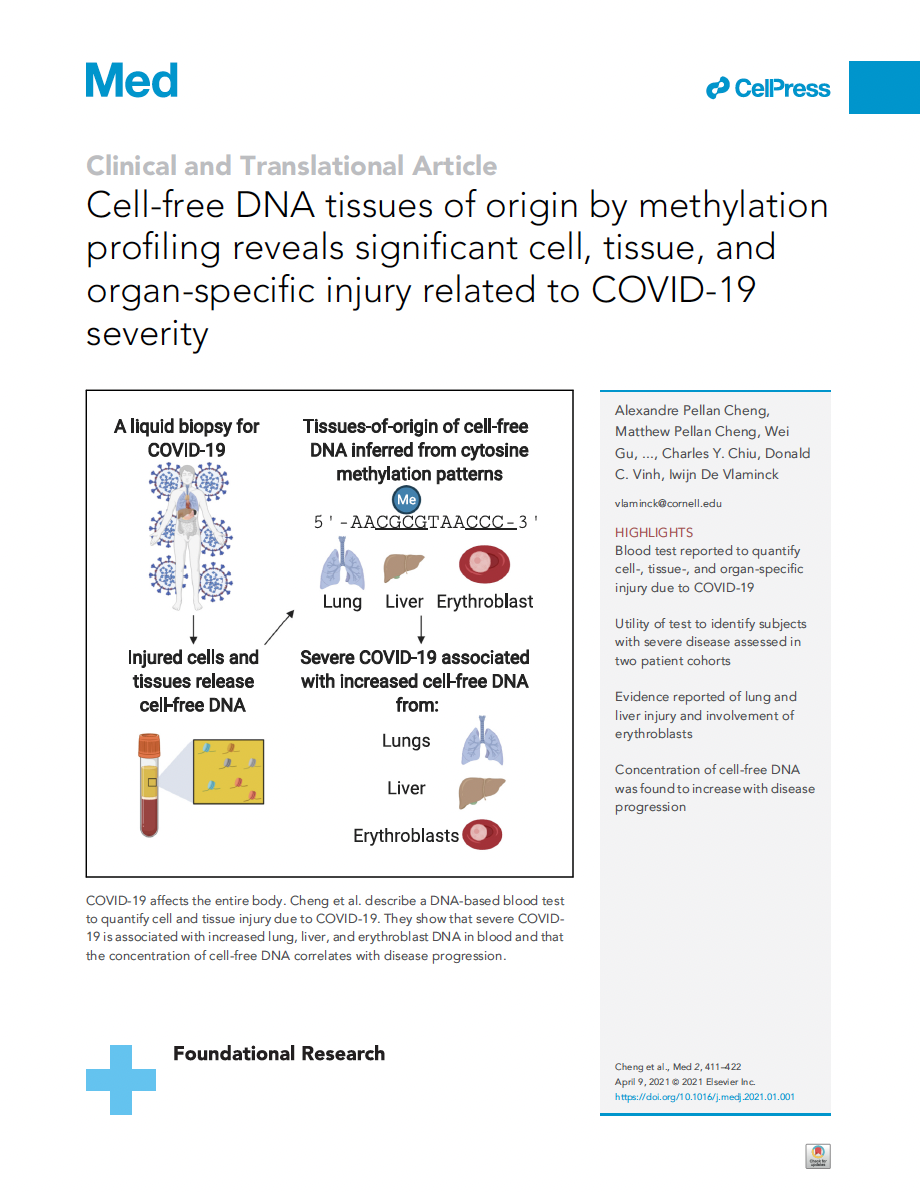 Med
CellPress
Clinical and Translational Article
Cell-free DNA tissues of origin by methylation
profiling reveals significant cell, tissue, and
organ-specific injury related to COVID-19
severity
A liquid biopsy for
COVID-19
Injured cells and
tissues release
cell-free DNA
Tissues-of-origin of cell-free
DNA inferred from cytosine
methylation patterns
Me
5'-AACGCGTAACCC-3'
Lung Liver Erythroblast
Severe COVID-19 associated
with increased cell-free DNA
from:
Lungs
Liver
Erythroblasts
COVID-19 affects the entire body. Cheng et al. describe a DNA-based blood test
to quantify cell and tissue injury due to COVID-19. They show that severe COVID-
19 is associated with increased lung, liver, and erythroblast DNA in blood and that
the concentration of cell-free DNA correlates with disease progression.
Foundational Research
Alexandre Pellan Cheng,
Matthew Pellan Cheng, Wei
Gu, ..., Charles Y. Chiu, Donald
C. Vinh, Iwijn De Vlaminck
vlaminck@cornell.edu
HIGHLIGHTS
Blood test reported to quantify
cell-, tissue-, and organ-specific
injury due to COVID-19
Utility of test to identify subjects
with severe disease assessed in
two patient cohorts
Evidence reported of lung and
liver injury and involvement of
erythroblasts
Concentration of cell-free DNA
was found to increase with disease
progression
Cheng et al., Med 2, 411–422
April 9, 2021 © 2021 Elsevier Inc.
https://doi.org/10.1016/j.medj.2021.01.001
Check for
updates